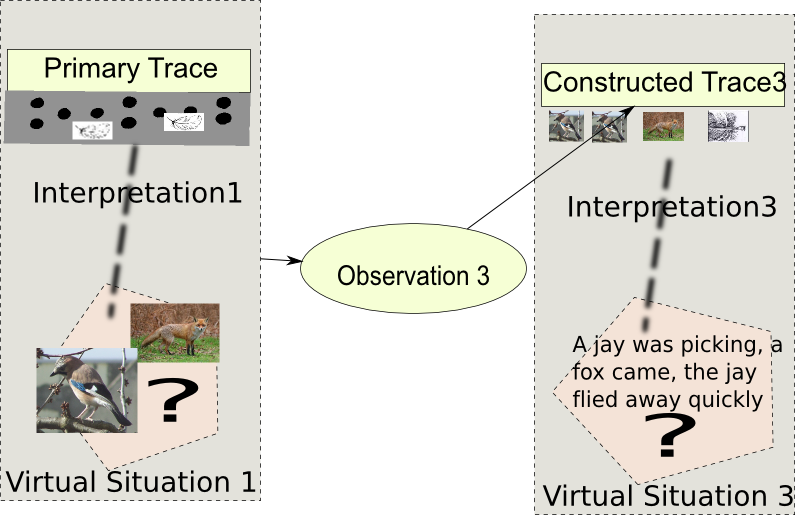 Primary Trace
Interpretation1
?
Virtual Situation 1
Observation 3
Constructed Trace3
Interpretation3
A jay was picking, a
fox came, the jay
flied away quickly
?
Virtual Situation 3